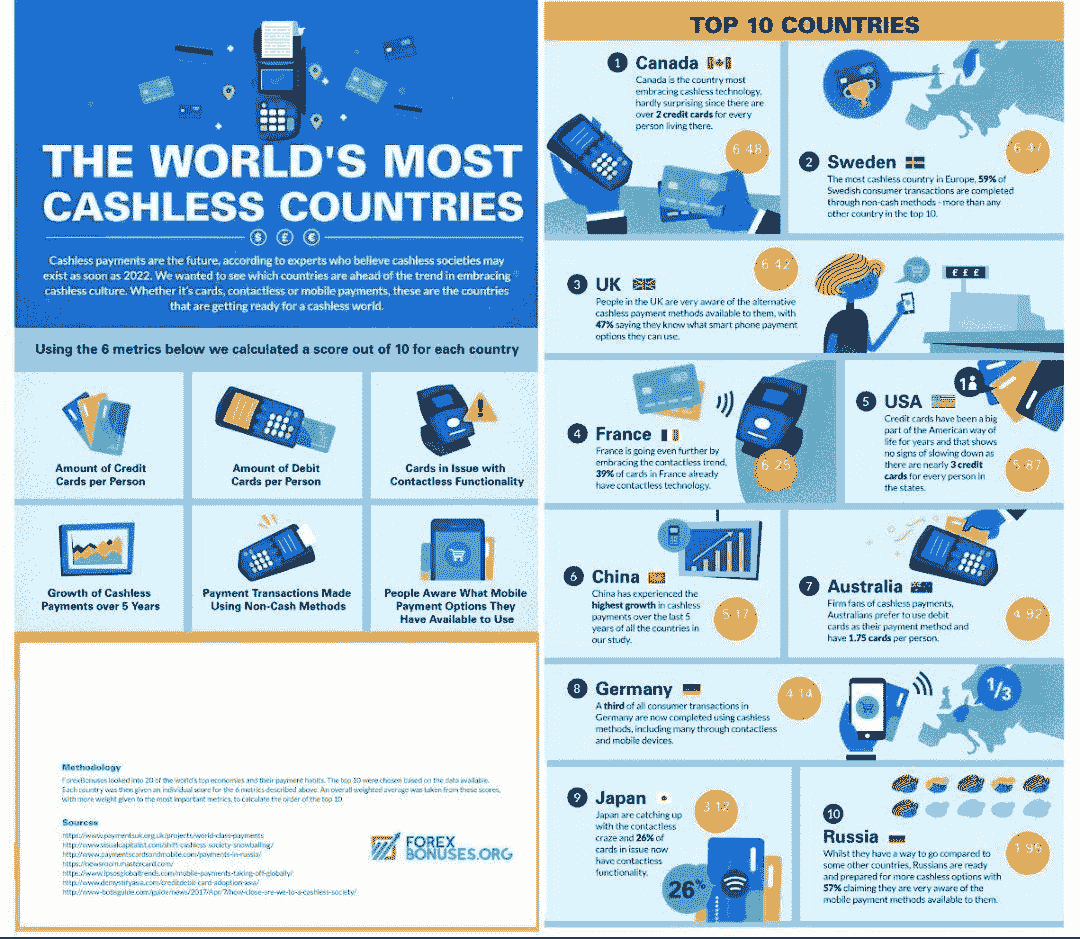 THE WORLD'S MOST
CASHLESS COUNTRIES
$ £ €
Cashless payments are the future, according to experts who believe cashless societies may
exist as soon as 2022. We wanted to see which countries are ahead of the trend in embracing
cashless culture. Whether it's cards, contactless or mobile payments, these are the countries
that are getting ready for a cashless world.
Using the 6 metrics below we calculated a score out of 10 for each country
Amount of Credit
Cards per Person
Amount of Debit
Cards per Person
Cards in Issue with
Contactless Functionality
Growth of Cashless
Payments over 5 Years
Payment Transactions Made
Using Non-Cash Methods
People Aware What Mobile
Payment Options They
Have Available to Use
Methodology
ForexBonuses looked into 20 of the world's top economies and their payment habits. The top 10 were chosen based on the data available.
Each country was then given an individual score for the 6 metrics described above. An overall weighted average was taken from these scores,
with more weight given to the most important metrics, to calculate the order of the top 10.
Sources
https://www.paymentsuk.org.uk/projects/world-class-payments
http://www.visualcapitalist.com/shift-cashless-society-snowballing/
http://www.paymentscardsandmobile.com/payments-in-russia/
https://newsroom.mastercard.com/
https://www.ipsosglobaltrends.com/mobile-payments-taking-off-globally/
http://www.demystifyasia.com/credit-debit-card-adoption-asia/
FOREX
BONUSES.ORG
TOP 10 COUNTRIES
1 Canada
Canada is the country most
embracing cashless technology,
hardly surprising since there are
over 2 credit cards for every
person living there.
6.48
2 Sweden
6.47
The most cashless country in Europe, 59% of
Swedish consumer transactions are completed
through non-cash methods - more than any
other country in the top 10.
3 UK
6.42
People in the UK are very aware of the alternative
cashless payment methods available to them, with
47% saying they know what smart phone payment
options they can use.
£ £ £
4 France
France is going even further by
embracing the contactless trend,
39% of cards in France already
have contactless technology.
6.25
1
5 USA
Credit cards have been a big
part of the American way of
life for years and that shows
no signs of slowing down as
there are nearly 3 credit
cards for every person in
the states.
5.87
6 China
China has experienced the
highest growth in cashless
payments over the last 5
years of all the countries in
our study.
5.17
7 Australia
Firm fans of cashless payments,
Australians prefer to use debit
cards as their payment method and
have 1.75 cards per person.
4.92
8 Germany
A third of all consumer transactions in
Germany are now completed using cashless
methods, including many through contactless
and mobile devices.
4.14
1/3
9 Japan
Japan are catching up
with the contactless
craze and 26% of
cards in issue now
have contactless
functionality.
3.12
26%
10
Russia
Whilst they have a way to go compared to
some other countries, Russians are ready
and prepared for more cashless options with
57% claiming they are very aware of the
mobile payment methods available to them.
1.95